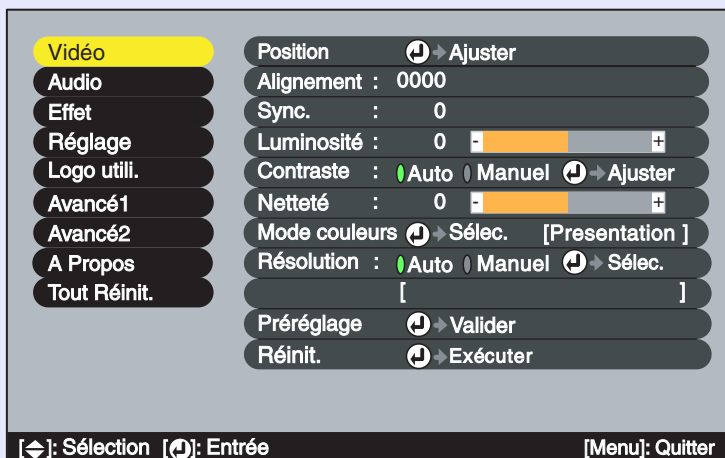 Vidéo
Audio
Effet
Réglage
Logo utili.
Avancé1
Avancé2
A Propos
Tout Réinit.
Position Ajuster
Alignement : 0000
Sync. : 0
Luminosité : 0 - +
Contraste : Auto Manuel Ajuster
Netteté : 0 - +
Mode couleurs Sélec. [Presentation ]
Résolution : Auto Manuel Sélec.
[ ]
Préréglage Valider
Réinit. Exécuter
[ ]: Sélection [ ]: Entrée [Menu]: Quitter